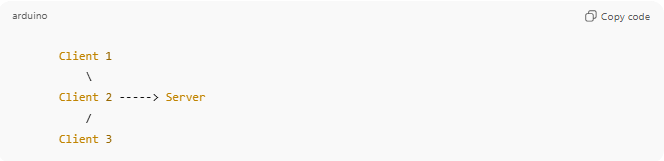 arduino
Copy code
Client 1
\
Client 2 -----> Server
/
Client 3